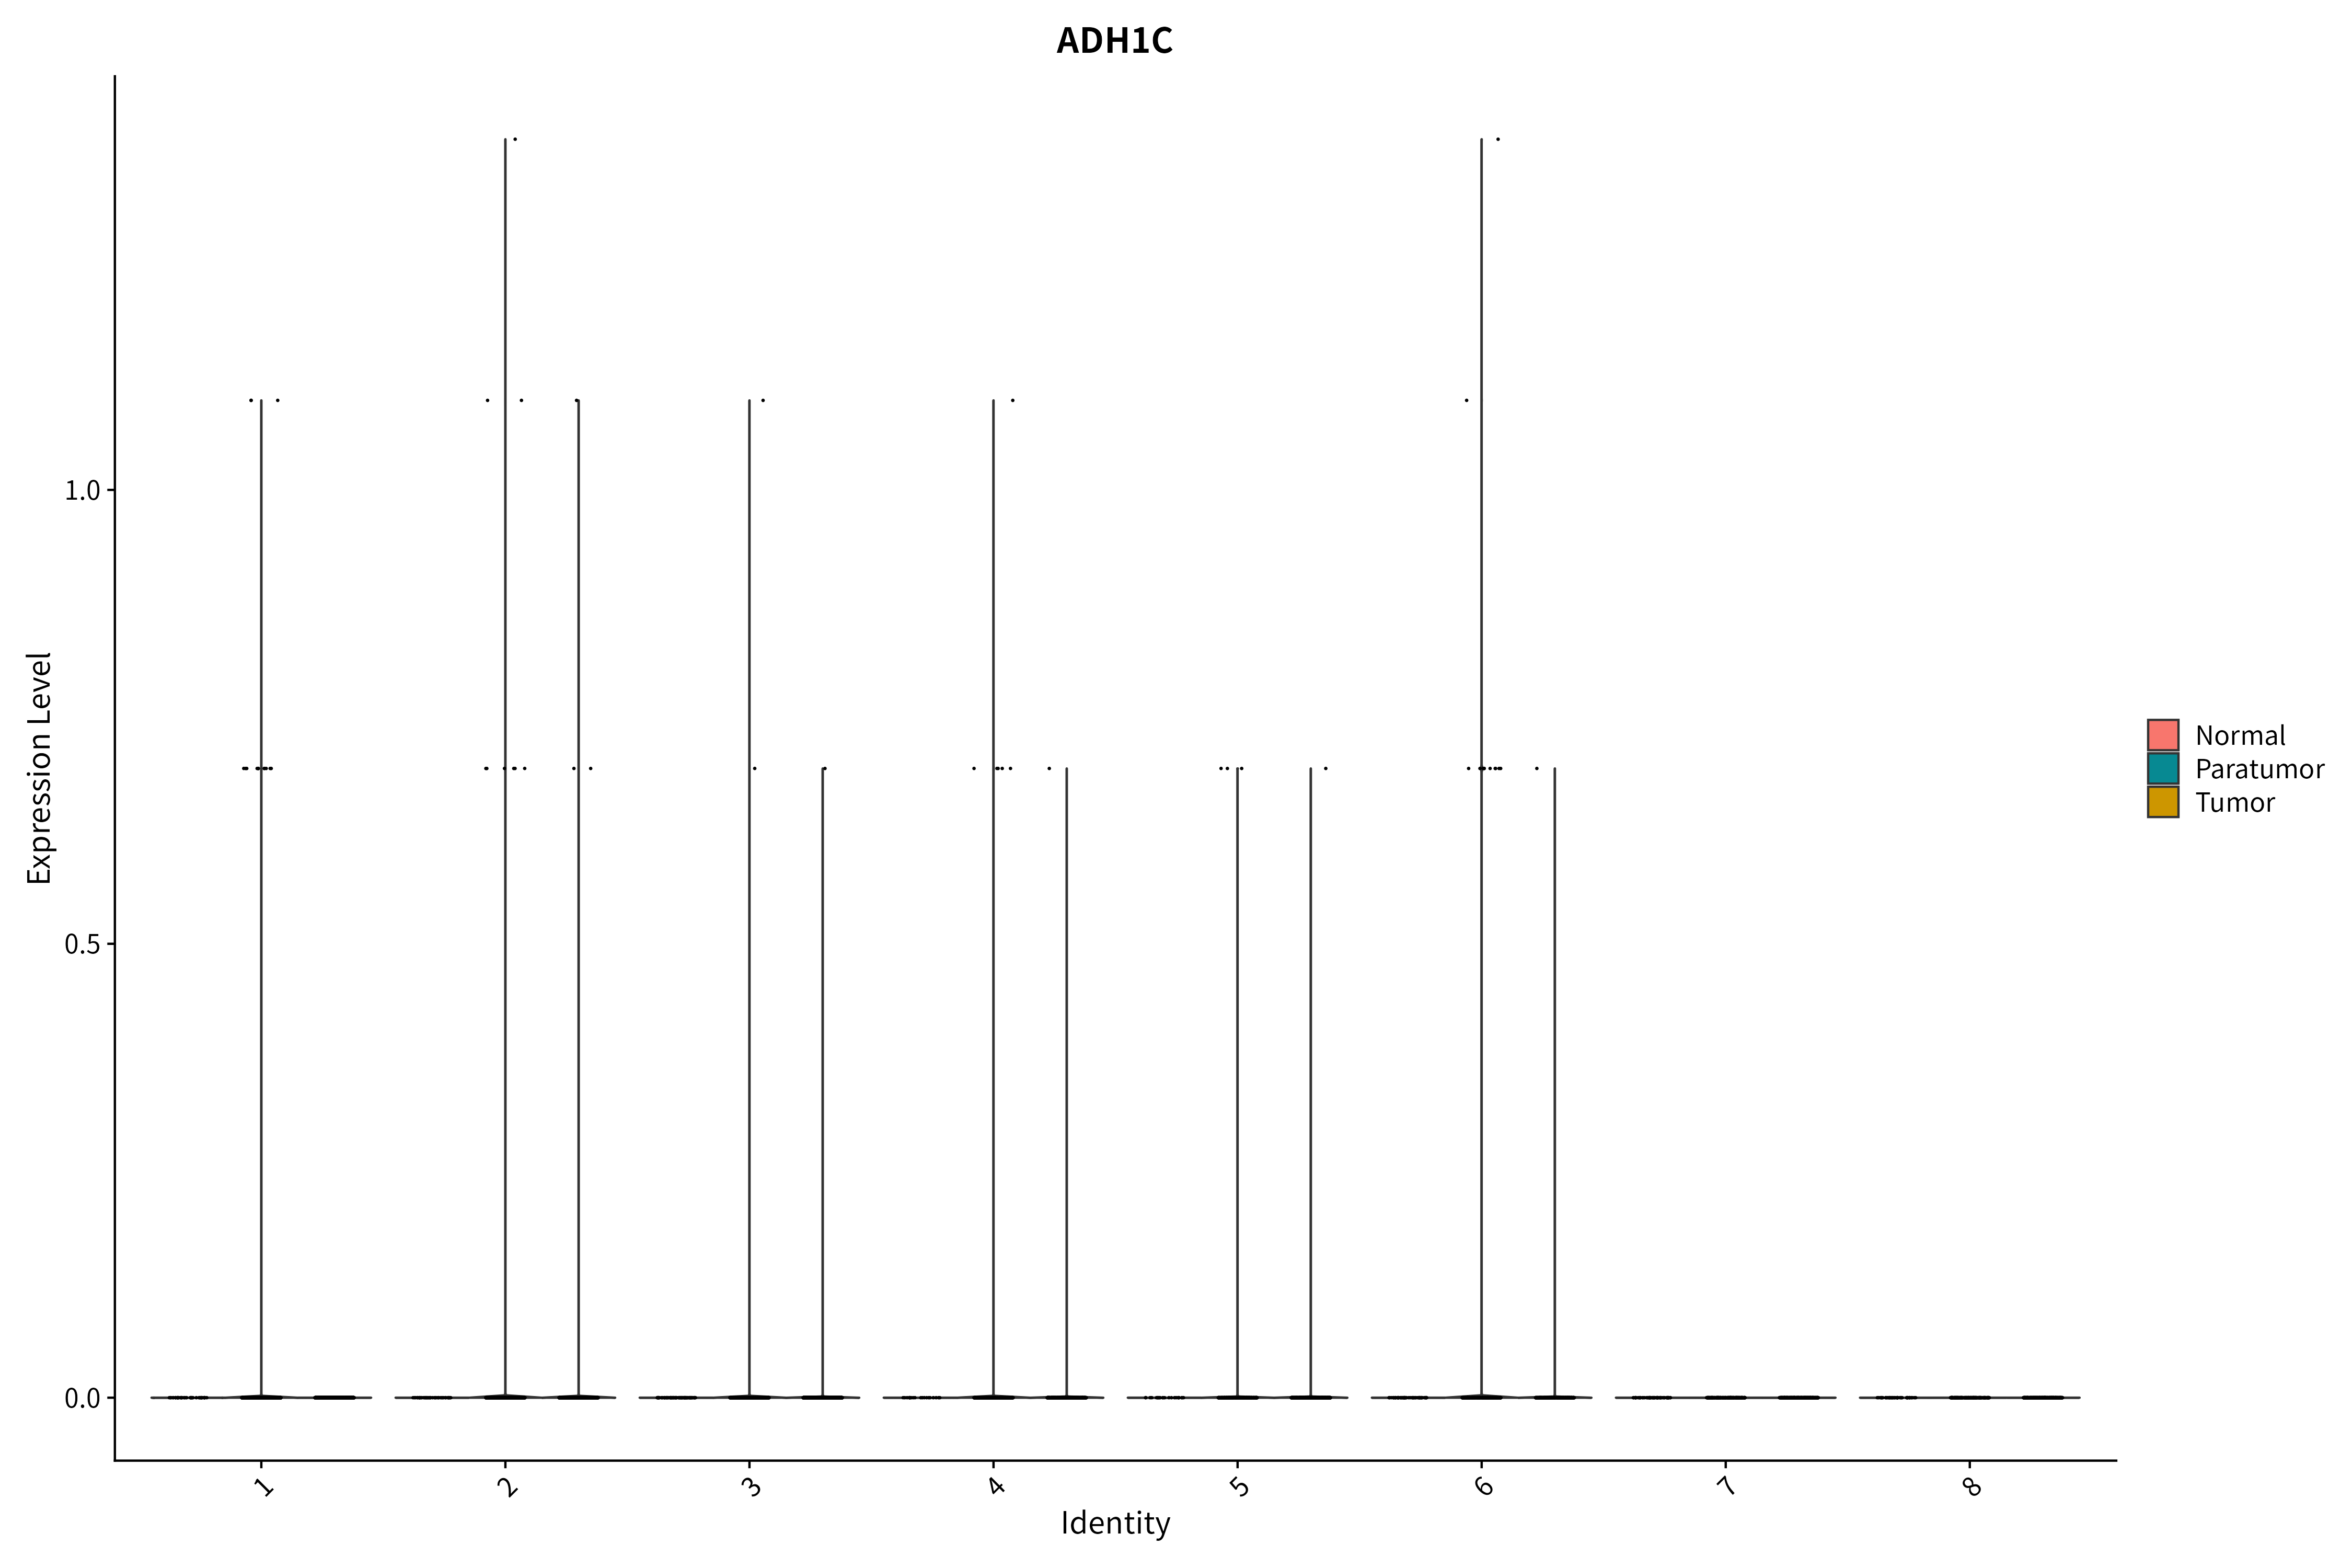 ADH1C
Expression Level
1.0
0.5
0.0
1 2 3 4 5 6 7 8
Identity
Normal
Paratumor
Tumor